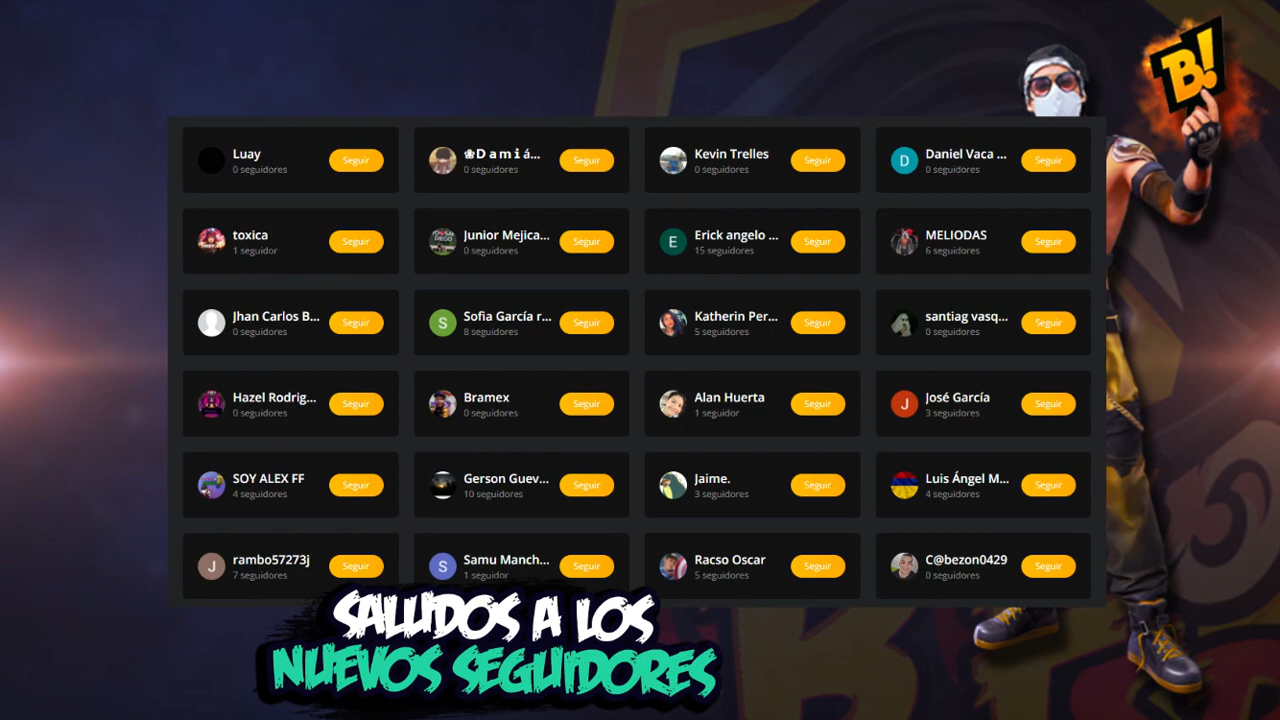 B!
Luay
0 seguidores
Seguir
❀D a m i á...
0 seguidores
Seguir
Kevin Trelles
0 seguidores
Seguir
D
Daniel Vaca ...
0 seguidores
Seguir
toxica
1 seguidor
Seguir
Junior Mejica...
0 seguidores
Seguir
E
Erick angelo ...
15 seguidores
Seguir
MELIODAS
6 seguidores
Seguir
Jhan Carlos B...
0 seguidores
Seguir
S
Sofia García r...
8 seguidores
Seguir
Katherin Per...
5 seguidores
Seguir
santiag vasq...
0 seguidores
Seguir
Hazel Rodrig...
0 seguidores
Seguir
Bramex
0 seguidores
Seguir
Alan Huerta
1 seguidor
Seguir
J
José García
3 seguidores
Seguir
SOY ALEX FF
4 seguidores
Seguir
Gerson Guev...
10 seguidores
Seguir
Jaime.
3 seguidores
Seguir
Luis Ángel M...
4 seguidores
Seguir
J
rambo57273j
7 seguidores
Seguir
S
Samu Manch...
1 seguidor
Seguir
Racso Oscar
5 seguidores
Seguir
C@bezon0429
0 seguidores
Seguir
SALUDOS A LOS
NUEVOS SEGUIDORES